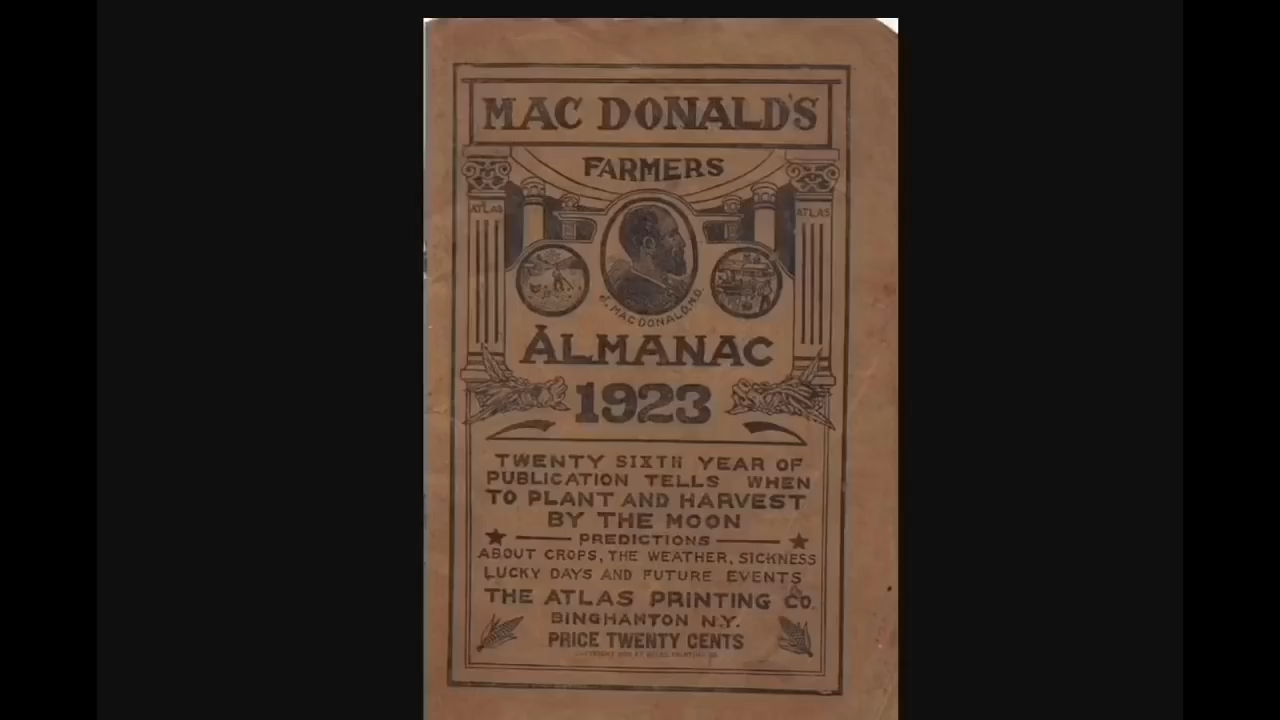 MAC DONALD'S
FARMERS
ATLAS
ATLAS
J. MACDONALD, M.D.
ALMANAC
1923
TWENTY SIXTH YEAR OF
PUBLICATION TELLS WHEN
TO PLANT AND HARVEST
BY THE MOON
PREDICTIONS
ABOUT CROPS, THE WEATHER, SICKNESS
LUCKY DAYS AND FUTURE EVENTS
THE ATLAS PRINTING CO.
BINGHAMTON N.Y.
PRICE TWENTY CENTS